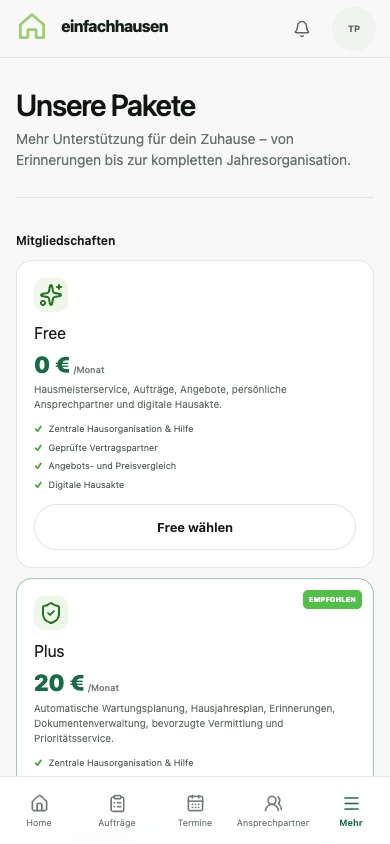 einfachhausen
TP
Unsere Pakete
Mehr Unterstützung für dein Zuhause – von
Erinnerungen bis zur kompletten Jahresorganisation.
Mitgliedschaften
Free
0 € /Monat
Hausmeisterservice, Aufträge, Angebote, persönliche
Ansprechpartner und digitale Hausakte.
Zentrale Hausorganisation & Hilfe
Geprüfte Vertragspartner
Angebots- und Preisvergleich
Digitale Hausakte
Free wählen
EMPFOHLEN
Plus
20 € /Monat
Automatische Wartungsplanung, Hausjahresplan, Erinnerungen,
Dokumentenverwaltung, bevorzugte Vermittlung und
Prioritätsservice.
Zentrale Hausorganisation & Hilfe
Home
Aufträge
Termine
Ansprechpartner
Mehr